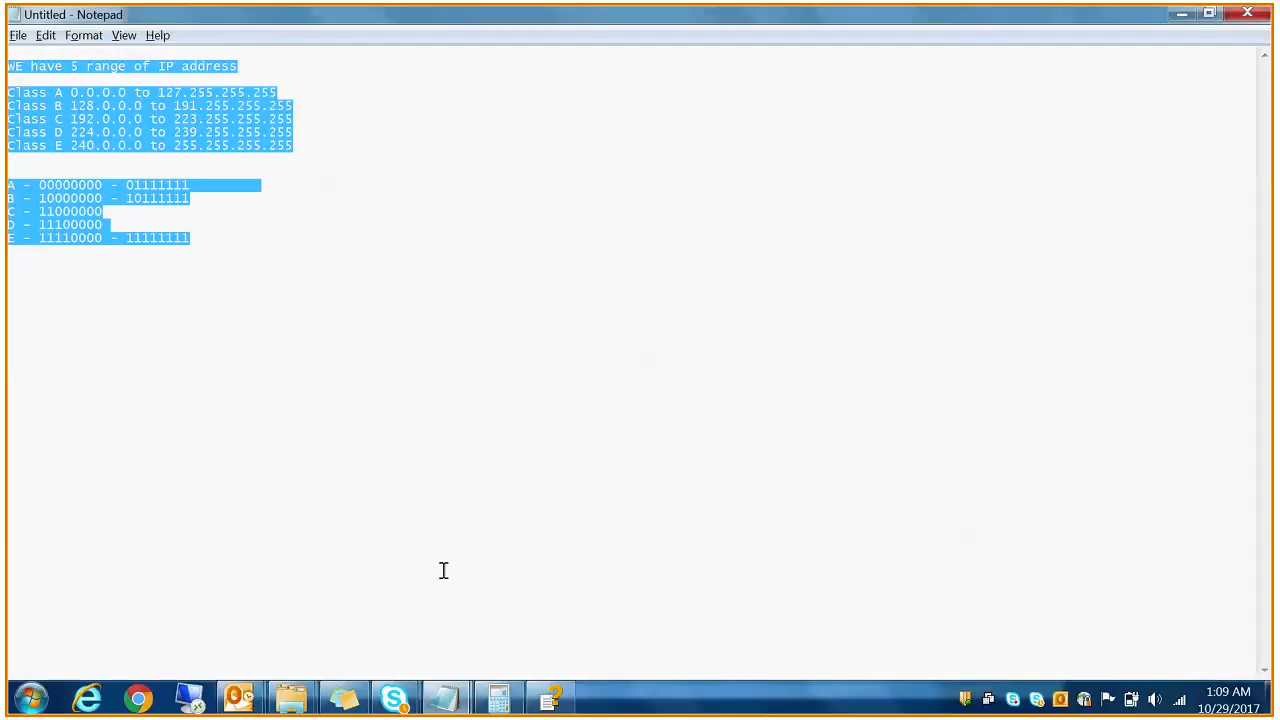 Untitled - Notepad
File Edit Format View Help
WE have 5 range of IP address
Class A 0.0.0.0 to 127.255.255.255
Class B 128.0.0.0 to 191.255.255.255
Class C 192.0.0.0 to 223.255.255.255
Class D 224.0.0.0 to 239.255.255.255
Class E 240.0.0.0 to 255.255.255.255
A - 00000000 - 01111111
B - 10000000 - 10111111
C - 11000000
D - 11100000
E - 11110000 - 11111111
1:09 AM
10/29/2017